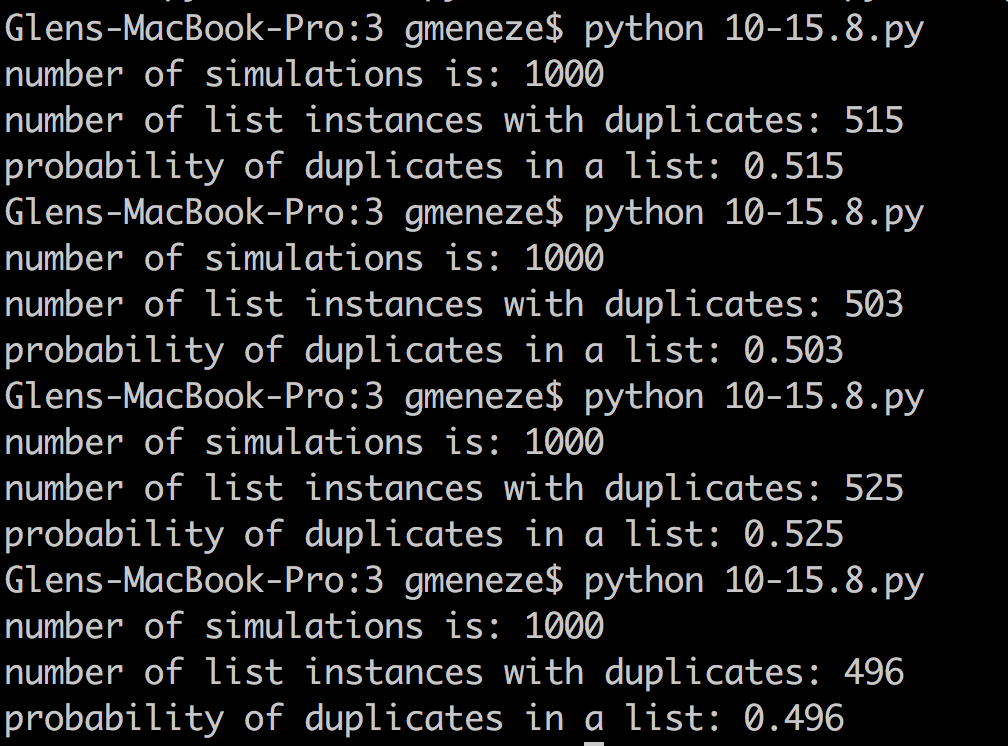 Glens-MacBook-Pro:3 gmeneze$ python 10-15.8.py
number of simulations is: 1000
number of list instances with duplicates: 515
probability of duplicates in a list: 0.515
Glens-MacBook-Pro:3 gmeneze$ python 10-15.8.py
number of simulations is: 1000
number of list instances with duplicates: 503
probability of duplicates in a list: 0.503
Glens-MacBook-Pro:3 gmeneze$ python 10-15.8.py
number of simulations is: 1000
number of list instances with duplicates: 525
probability of duplicates in a list: 0.525
Glens-MacBook-Pro:3 gmeneze$ python 10-15.8.py
number of simulations is: 1000
number of list instances with duplicates: 496
probability of duplicates in a list: 0.496